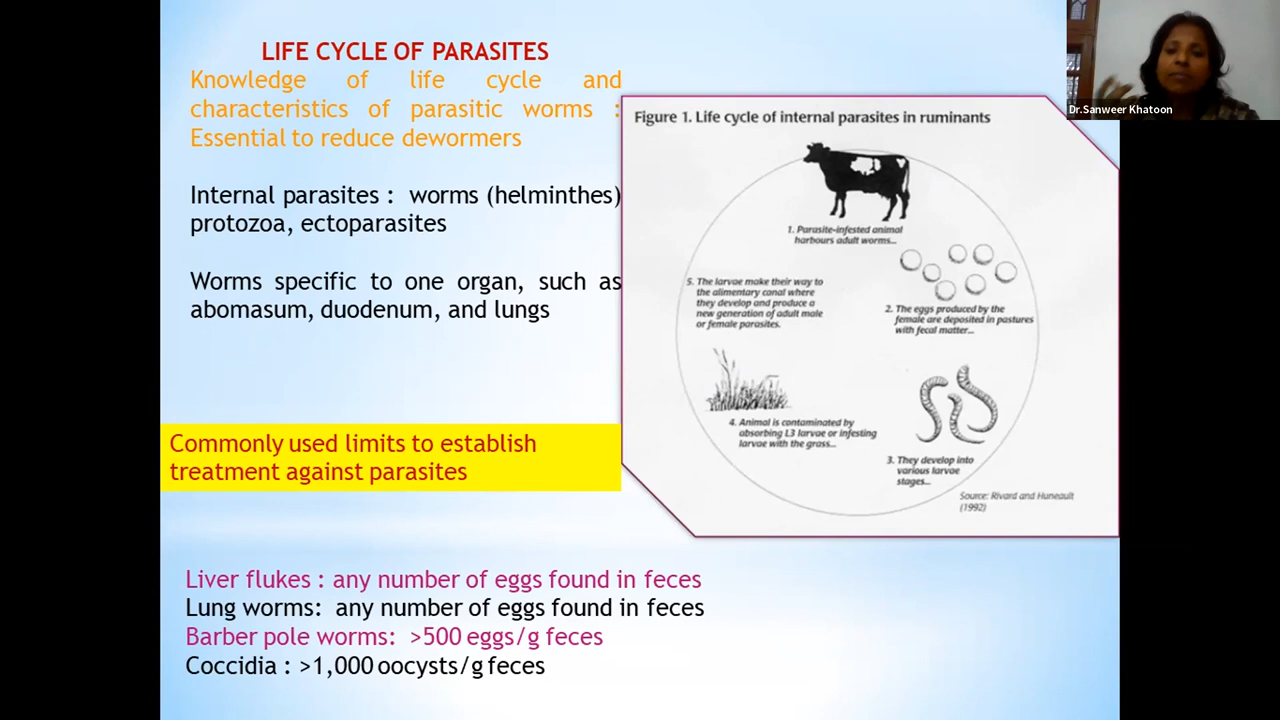 LIFE CYCLE OF PARASITES
Knowledge of life cycle and
characteristics of parasitic worms :
Essential to reduce dewormers
Internal parasites : worms (helminthes)
protozoa, ectoparasites
Worms specific to one organ, such as
abomasum, duodenum, and lungs
Commonly used limits to establish
treatment against parasites
Liver flukes : any number of eggs found in feces
Lung worms: any number of eggs found in feces
Barber pole worms: >500 eggs/g feces
Coccidia : >1,000 oocysts/g feces
Figure 1. Life cycle of internal parasites in ruminants
1. Parasite-infested animal
harbours adult worms...
2. The eggs produced by the
female are deposited in pastures
with fecal matter...
3. They develop into
various larvae
stages...
4. Animal is contaminated by
absorbing L3 larvae or infesting
larvae with the grass...
5. The larvae make their way to
the alimentary canal where
they develop and produce a
new generation of adult male
or female parasites.
Source: Rivard and Huneault
(1992)
Dr.Sanweer Khatoon